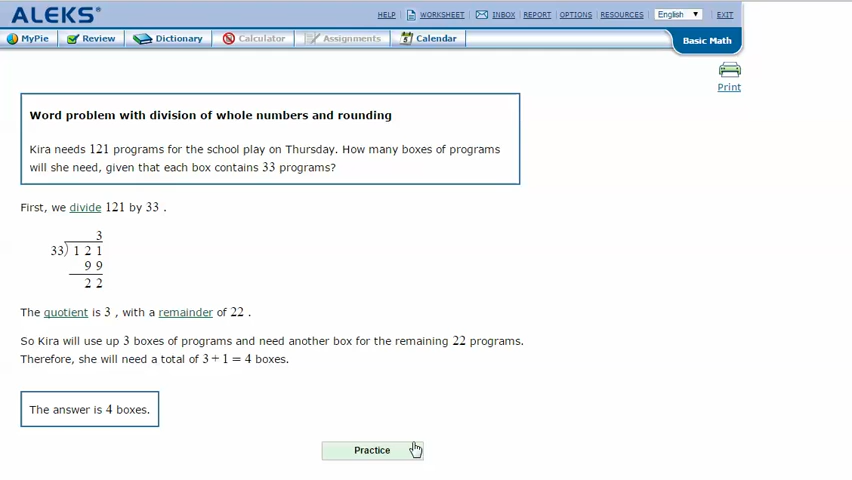 ALEKS®
HELP | WORKSHEET | INBOX | REPORT | OPTIONS | RESOURCES English ▼ | EXIT
MyPie Review Dictionary Calculator Assignments Calendar
Basic Math
Print
Word problem with division of whole numbers and rounding
Kira needs 121 programs for the school play on Thursday. How many boxes of programs
will she need, given that each box contains 33 programs?
First, we divide 121 by 33 .
3
33) 1 2 1
9 9
2 2
The quotient is 3 , with a remainder of 22 .
So Kira will use up 3 boxes of programs and need another box for the remaining 22 programs.
Therefore, she will need a total of 3 + 1 = 4 boxes.
The answer is 4 boxes.
Practice